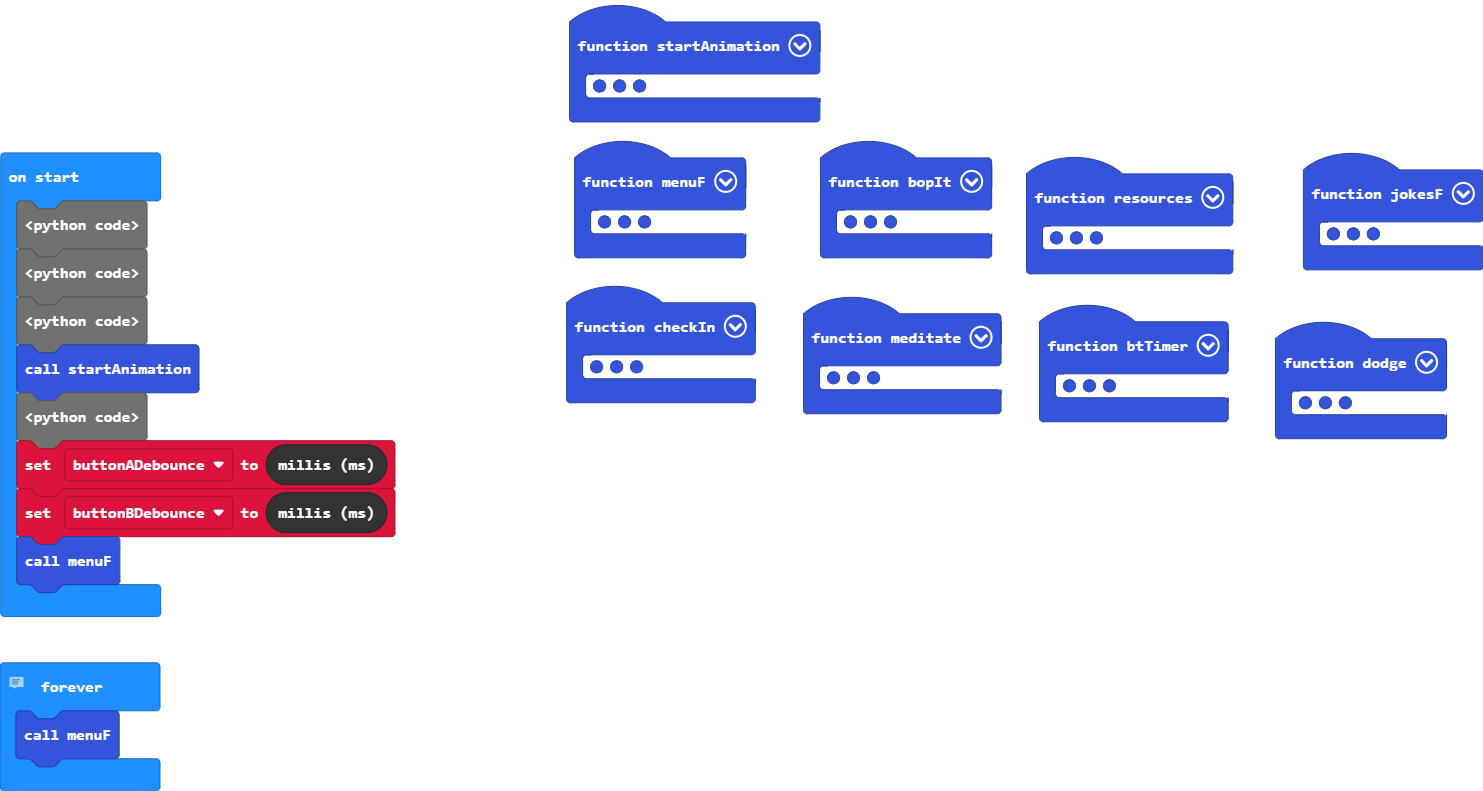 function startAnimation
function menuF
function bopIt
function resources
function jokesF
function checkIn
function meditate
function btTimer
function dodge
on start
<python code>
<python code>
<python code>
call startAnimation
<python code>
set buttonADebounce to millis (ms)
set buttonBDebounce to millis (ms)
call menuF
forever
call menuF